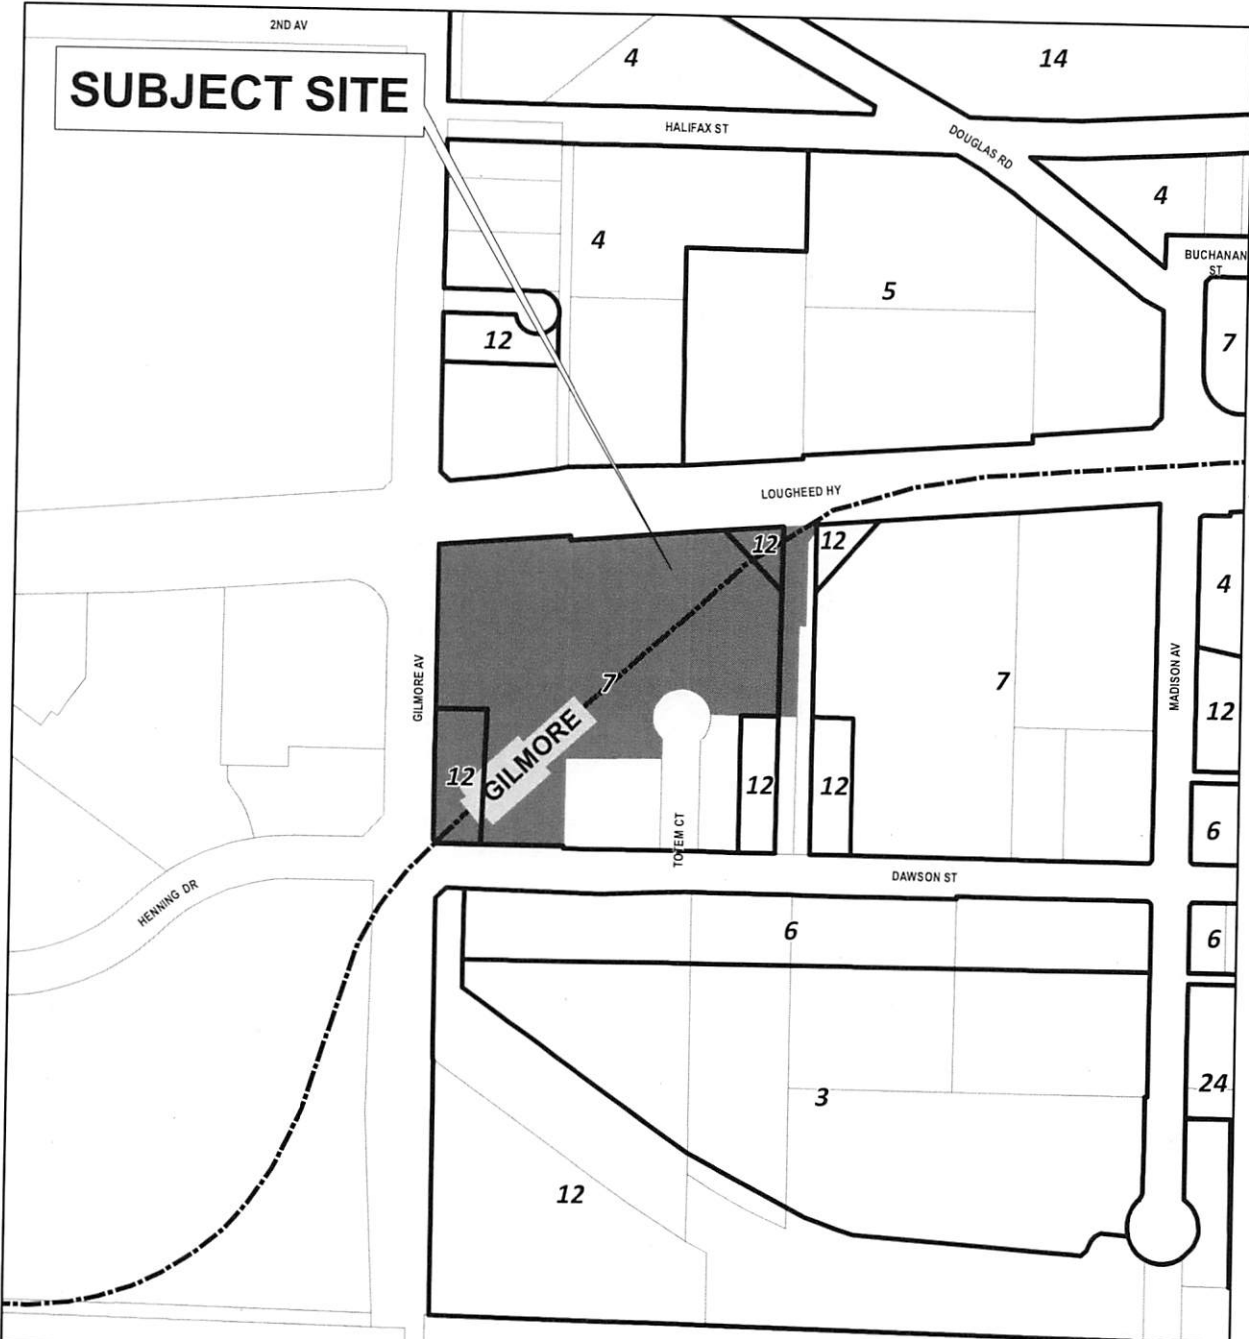 2ND AV
SUBJECT SITE
4
14
HALIFAX ST
DOUGLAS RD
4
4
BUCHANAN
ST
5
12
7
LOUGHEED HY
12
12
4
GILMORE AV
7
7
MADISON AV
12
GILMORE
12
12
12
6
TOTEM CT
DAWSON ST
HENNING DR
6
6
24
3
12